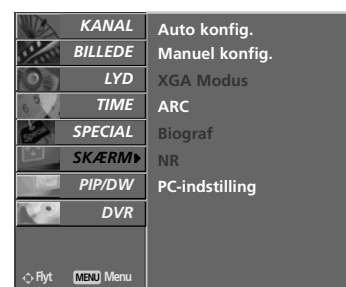 KANAL
BILLEDE
LYD
TIME
SPECIAL
SKÆRM
PIP/DW
DVR
Flyt MENU Menu
Auto konfig.
Manuel konfig.
XGA Modus
ARC
Biograf
NR
PC-indstilling